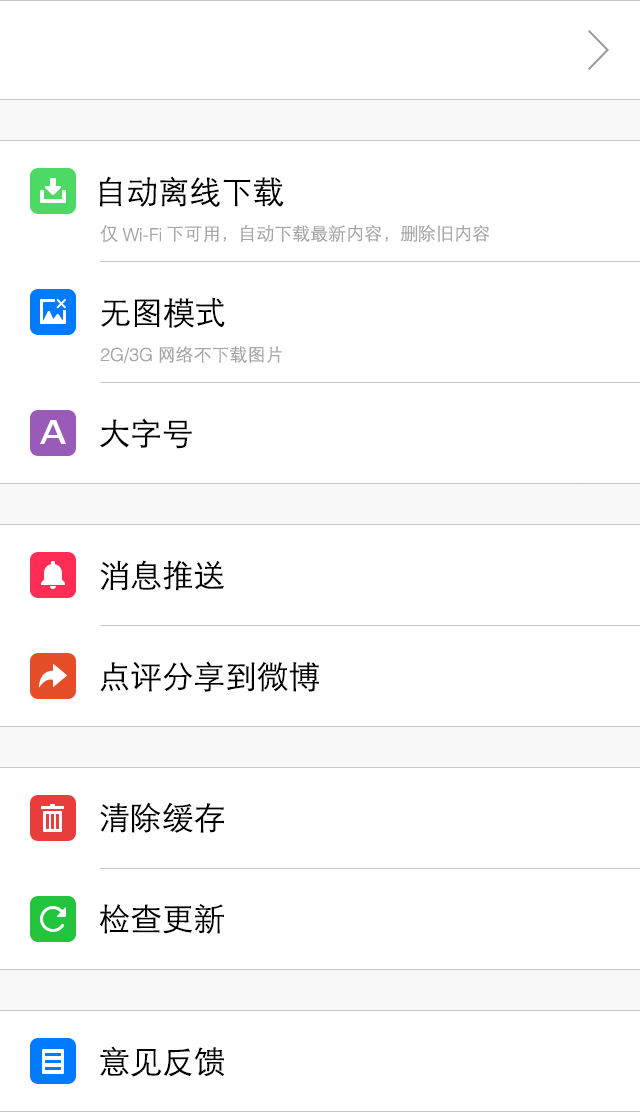 自动离线下载
仅 Wi-Fi 下可用，自动下载最新内容，删除旧内容
无图模式
2G/3G 网络不下载图片
A 大字号
消息推送
点评分享到微博
清除缓存
检查更新
意见反馈